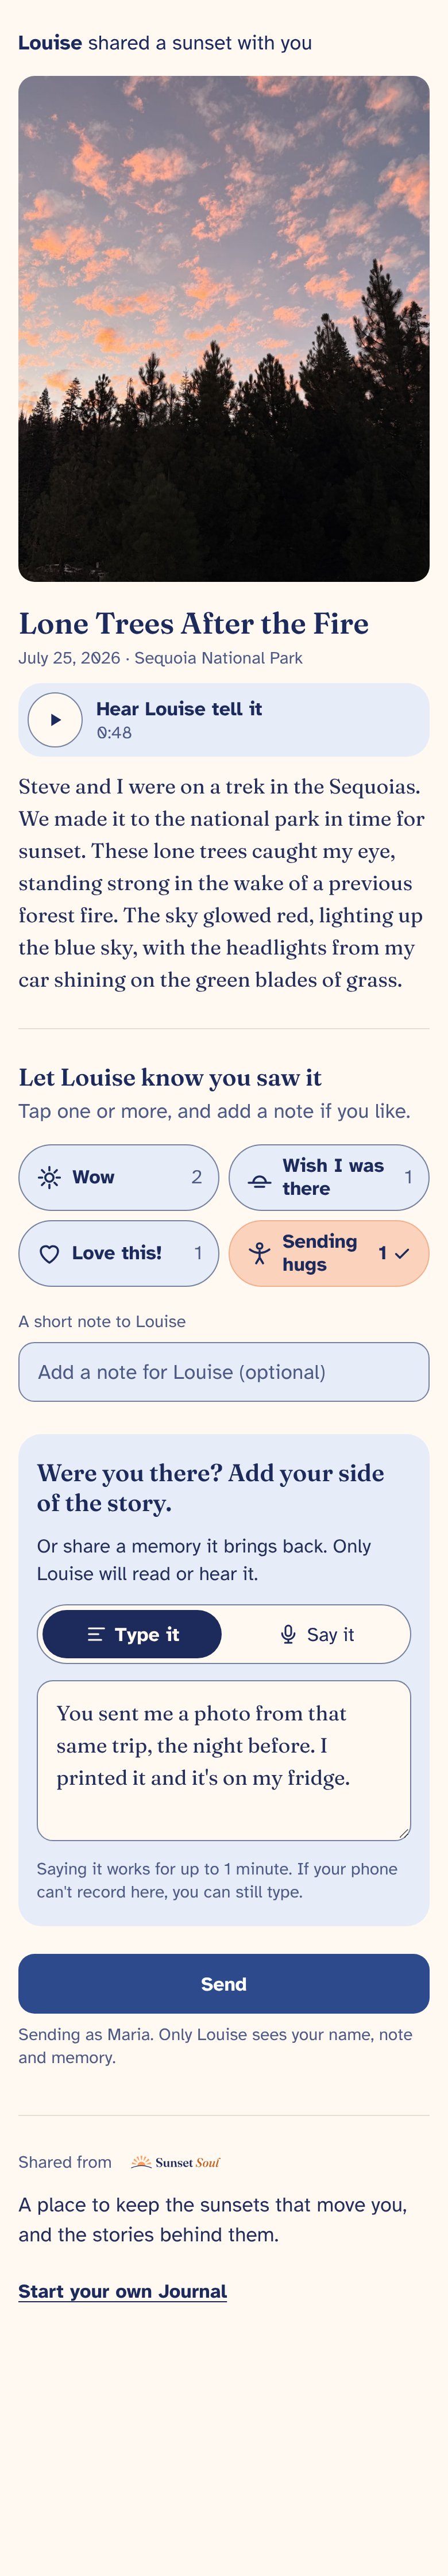 Louise shared a sunset with you
Lone Trees After the Fire
July 25, 2026 · Sequoia National Park
Hear Louise tell it
0:48
Steve and I were on a trek in the Sequoias.
We made it to the national park in time for
sunset. These lone trees caught my eye,
standing strong in the wake of a previous
forest fire. The sky glowed red, lighting up
the blue sky, with the headlights from my
car shining on the green blades of grass.
Let Louise know you saw it
Tap one or more, and add a note if you like.
Wow 2
Wish I was
there 1
Love this! 1
Sending
hugs 1
A short note to Louise
Add a note for Louise (optional)
Were you there? Add your side
of the story.
Or share a memory it brings back. Only
Louise will read or hear it.
Type it
Say it
You sent me a photo from that
same trip, the night before. I
printed it and it's on my fridge.
Saying it works for up to 1 minute. If your phone
can't record here, you can still type.
Send
Sending as Maria. Only Louise sees your name, note
and memory.
Shared from Sunset Soul
A place to keep the sunsets that move you,
and the stories behind them.
Start your own Journal